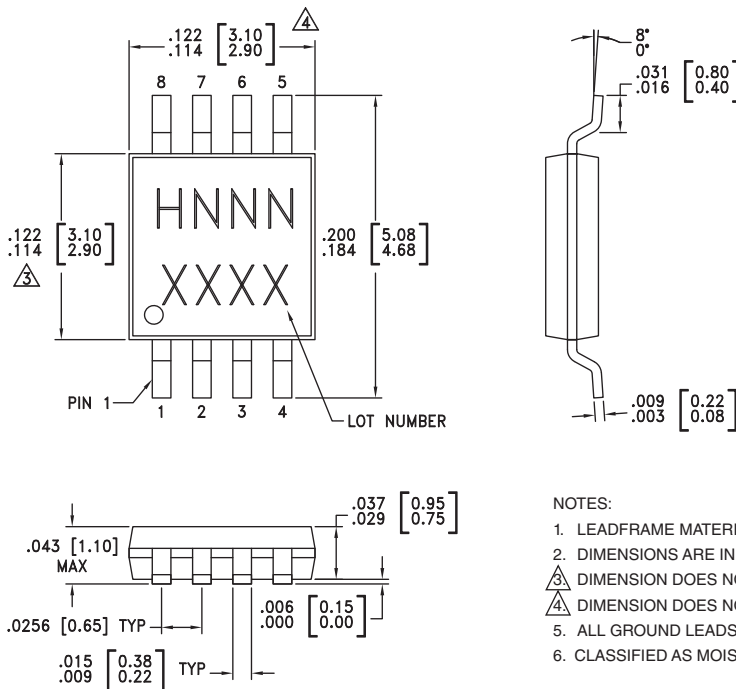 .122 [3.10]
.114 [2.90]
4
8 7 6 5
HNNN
XXXX
.122 [3.10]
.114 [2.90]
3
.200 [5.08]
.184 [4.68]
PIN 1
1 2 3 4
LOT NUMBER
8°
0°
.031 [0.80]
.016 [0.40]
.009 [0.22]
.003 [0.08]
.043 [1.10]
MAX
.037 [0.95]
.029 [0.75]
.006 [0.15]
.000 [0.00]
.0256 [0.65] TYP
.015 [0.38]
.009 [0.22]
TYP
NOTES:
1. LEADFRAME MATERI
2. DIMENSIONS ARE IN
3. DIMENSION DOES NO
4. DIMENSION DOES NO
5. ALL GROUND LEADS
6. CLASSIFIED AS MOIS